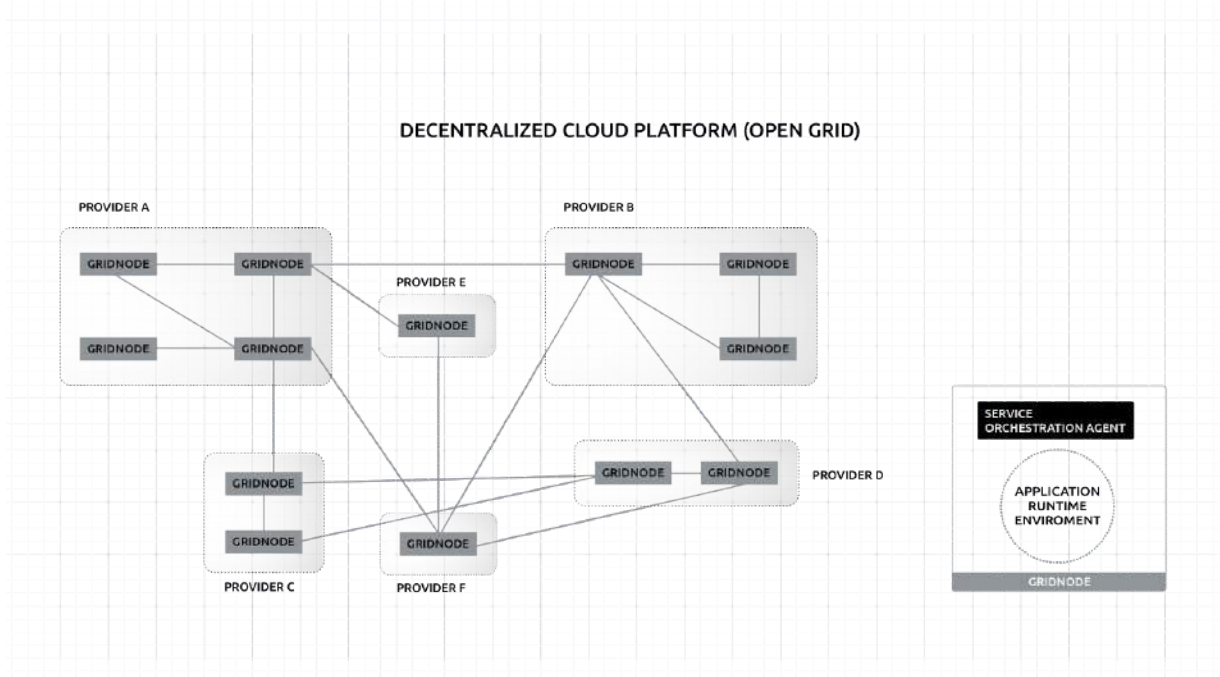 DECENTRALIZED CLOUD PLATFORM (OPEN GRID)
PROVIDER A
PROVIDER B
GRIDNODE
GRIDNODE
GRIDNODE
GRIDNODE
PROVIDER E
GRIDNODE
GRIDNODE
GRIDNODE
GRIDNODE
SERVICE
ORCHESTRATION AGENT
GRIDNODE
GRIDNODE
PROVIDER D
GRIDNODE
APPLICATION
RUNTIME
ENVIROMENT
GRIDNODE
GRIDNODE
GRIDNODE
PROVIDER C
PROVIDER F